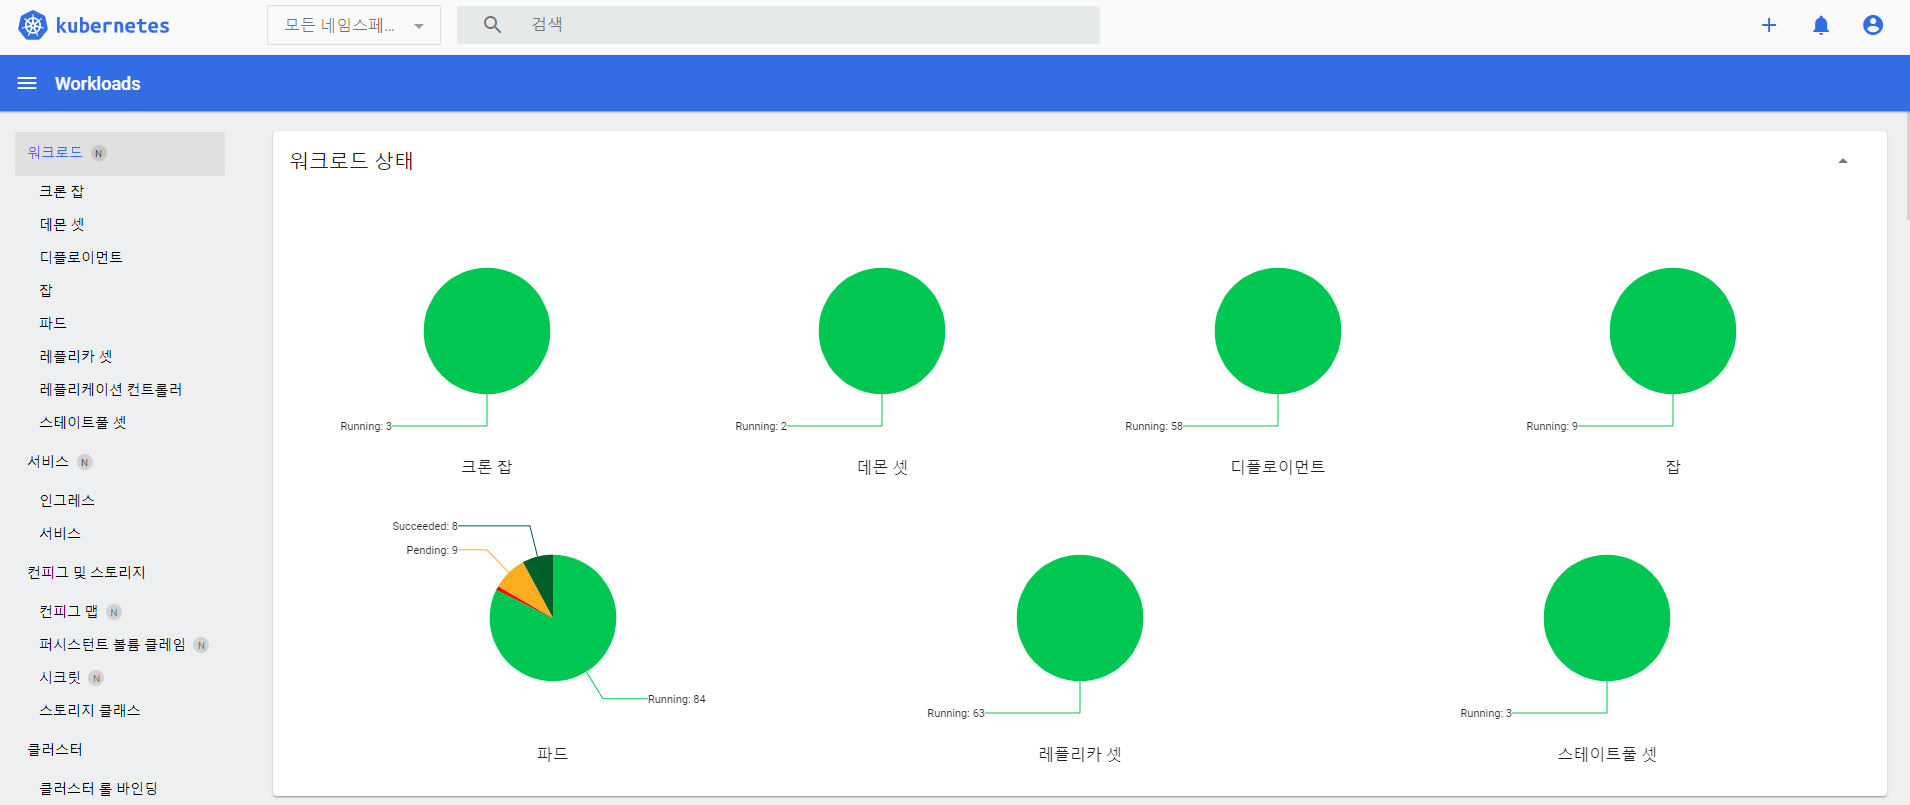 kubernetes
모든 네임스페...
검색
Workloads
워크로드 N
크론 잡
데몬 셋
디플로이먼트
잡
파드
레플리카 셋
레플리케이션 컨트롤러
스테이트풀 셋
서비스 N
인그레스
서비스
컨피그 및 스토리지
컨피그 맵 N
퍼시스턴트 볼륨 클레임 N
시크릿 N
스토리지 클래스
클러스터
클러스터 롤 바인딩
워크로드 상태
Running: 3
크론 잡
Running: 2
데몬 셋
Running: 58
디플로이먼트
Running: 9
잡
Succeeded: 8
Pending: 9
Running: 84
파드
Running: 63
레플리카 셋
Running: 3
스테이트풀 셋